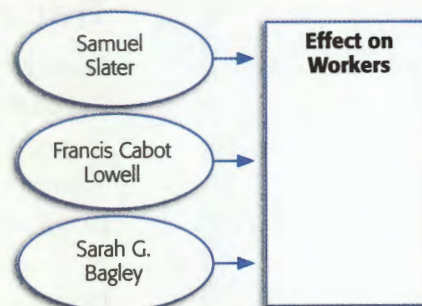 Samuel
Slater
Effect on
Workers
Francis Cabot
Lowell
Sarah G.
Bagley